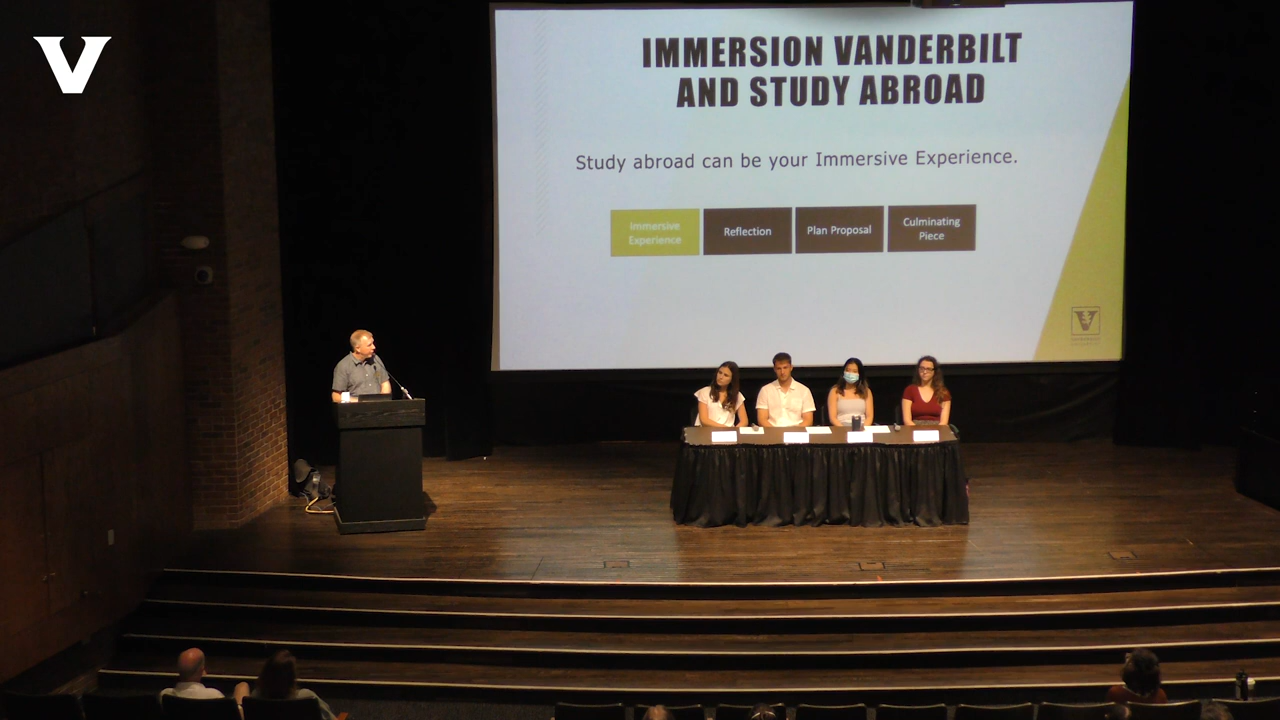 V
IMMERSION VANDERBILT
AND STUDY ABROAD
Study abroad can be your Immersive Experience.
Immersive
Experience
Reflection
Plan Proposal
Culminating
Piece
V